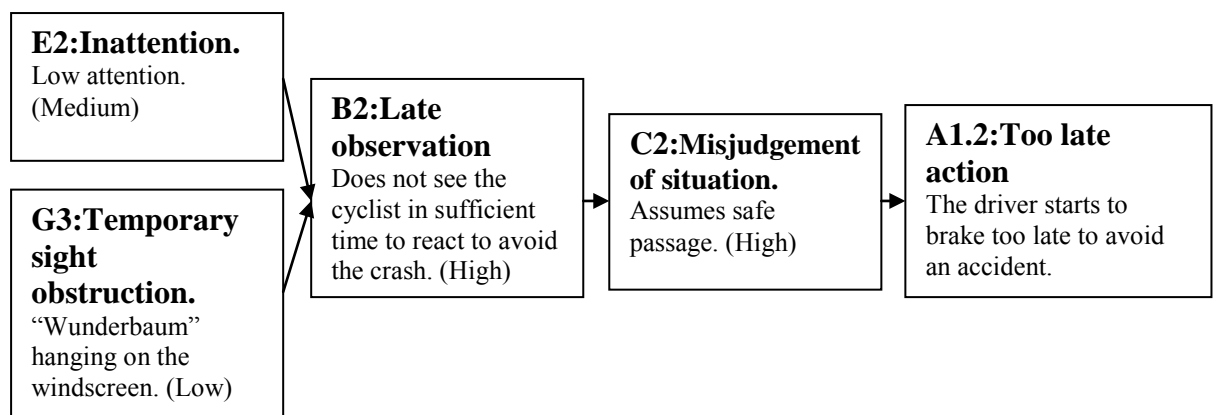 E2:Inattention.
Low attention.
(Medium)
G3:Temporary
sight
obstruction.
“Wunderbaum”
hanging on the
windscreen. (Low)
B2:Late
observation
Does not see the
cyclist in sufficient
time to react to avoid
the crash. (High)
C2:Misjudgement
of situation.
Assumes safe
passage. (High)
A1.2:Too late
action
The driver starts to
brake too late to avoid
an accident.